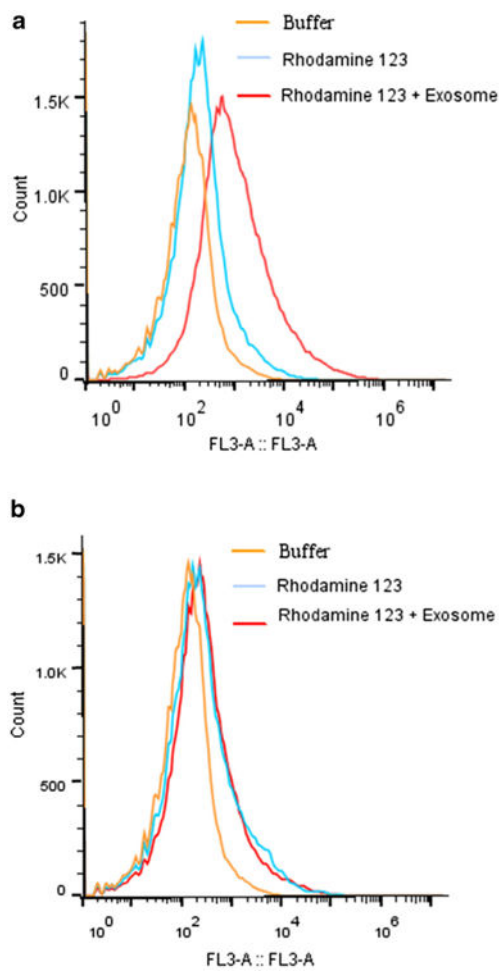 a
Buffer
Rhodamine 123
Rhodamine 123 + Exosome
1.5K
1.0K
500
0
Count
10^0 10^2 10^4 10^6
FL3-A :: FL3-A
b
Buffer
Rhodamine 123
Rhodamine 123 + Exosome
1.5K
1.0K
500
0
Count
10^0 10^2 10^4 10^6
FL3-A :: FL3-A